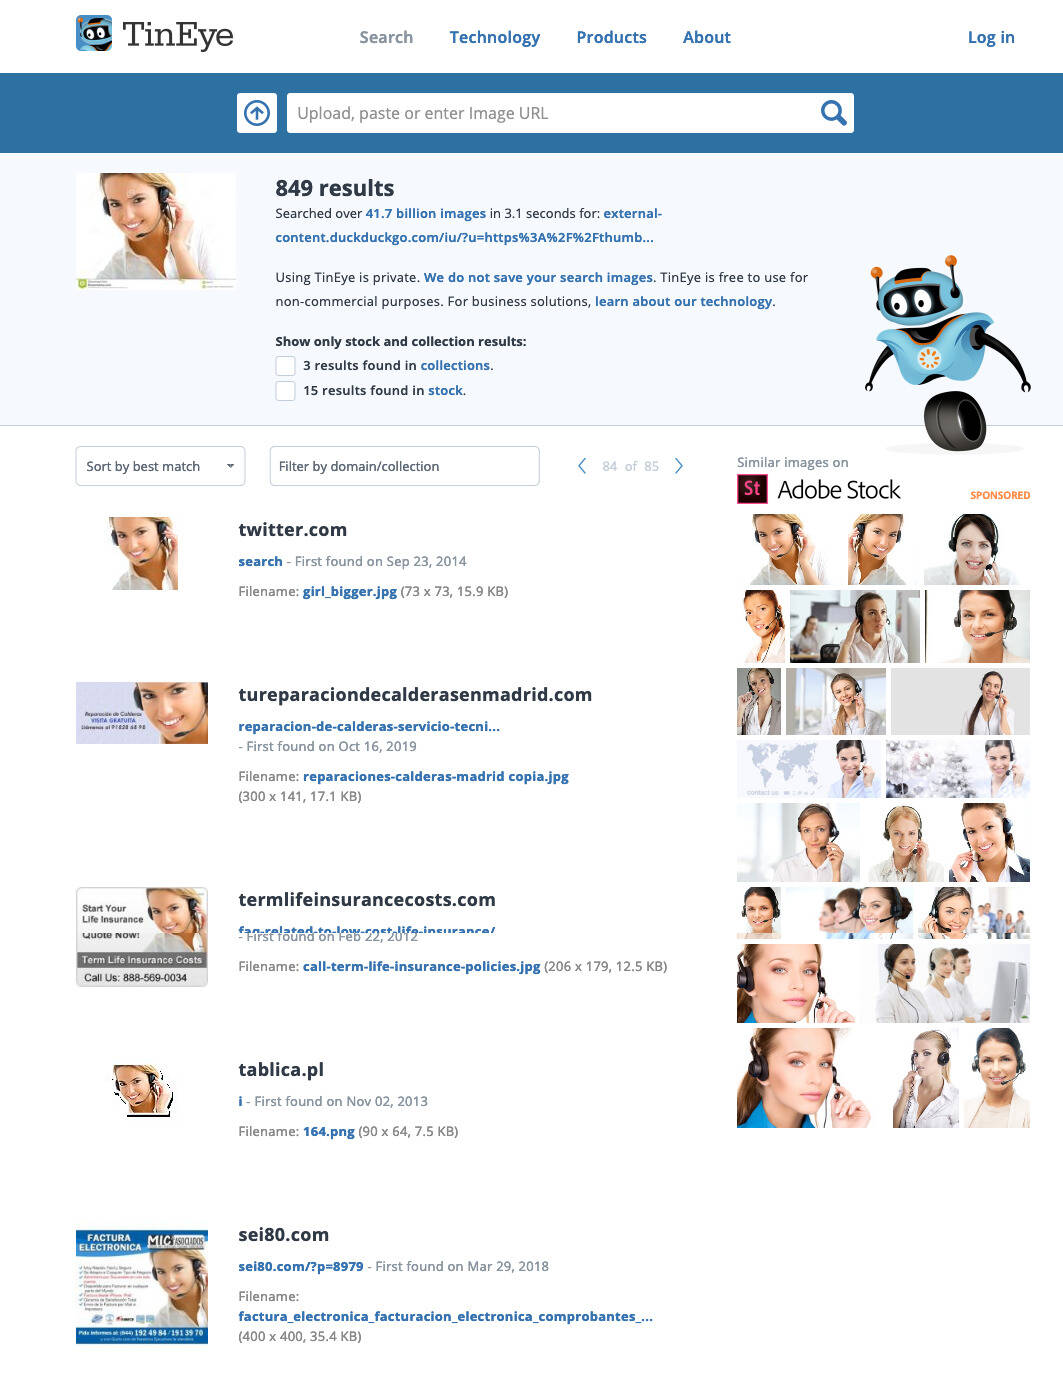 TinEye
Search Technology Products About Log in
Upload, paste or enter Image URL
849 results
Searched over 41.7 billion images in 3.1 seconds for: external-
content.duckduckgo.com/iu/?u=https%3A%2F%2Fthumb...
Using TinEye is private. We do not save your search images. TinEye is free to use for
non-commercial purposes. For business solutions, learn about our technology.
Show only stock and collection results:
3 results found in collections.
15 results found in stock.
Sort by best match
Filter by domain/collection
84 of 85
Similar images on
St Adobe Stock
SPONSORED
twitter.com
search - First found on Sep 23, 2014
Filename: girl_bigger.jpg (73 x 73, 15.9 KB)
Reparación de Calderas
VISITA GRATUITA
Llámenos al 91 828 68 98
tureparaciondecalderasenmadrid.com
reparacion-de-calderas-servicio-tecni...
- First found on Oct 16, 2019
Filename: reparaciones-calderas-madrid copia.jpg
(300 x 141, 17.1 KB)
contact us
Start Your
Life Insurance
Quote Now!
Term Life Insurance Costs
Call Us: 888-569-0034
termlifeinsurancecosts.com
faq-related-to-low-cost-life-insurance/
- First found on Feb 22, 2012
Filename: call-term-life-insurance-policies.jpg (206 x 179, 12.5 KB)
tablica.pl
i - First found on Nov 02, 2013
Filename: 164.png (90 x 64, 7.5 KB)
FACTURA
ELECTRONICA
MIG ASOCIADOS
Pida informes al: (844) 192 49 84 / 191 39 70
sei80.com
sei80.com/?p=8979 - First found on Mar 29, 2018
Filename:
factura_electronica_facturacion_electronica_comprobantes_...
(400 x 400, 35.4 KB)